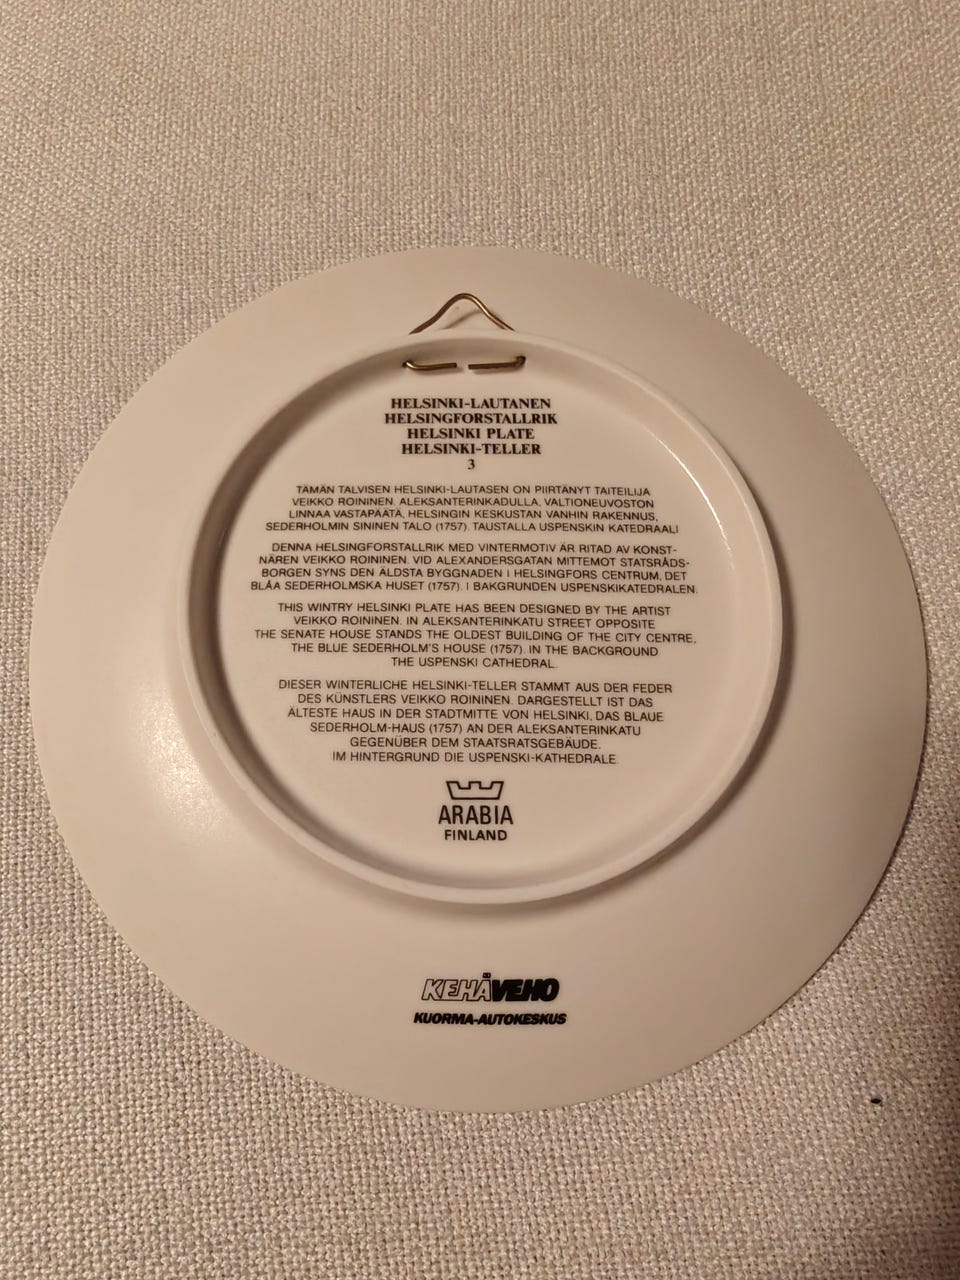 HELSINKI-LAUTANEN
HELSINGFORSTALLRIK
HELSINKI PLATE
HELSINKI-TELLER
3
TÄMÄN TALVISEN HELSINKI-LAUTASEN ON PIIRTÄNYT TAITEILIJA
VEIKKO ROININEN. ALEKSANTERINKADULLA, VALTIONEUVOSTON
LINNAA VASTAPÄÄTÄ, HELSINGIN KESKUSTAN VANHIN RAKENNUS,
SEDERHOLMIN SININEN TALO (1757). TAUSTALLA USPENSKIN KATEDRAALI
DENNA HELSINGFORSTALLRIK MED VINTERMOTIV ÄR RITAD AV KONST-
NÄREN VEIKKO ROININEN. VID ALEXANDERSGATAN MITTEMOT STATSRÅDS-
BORGEN SYNS DEN ÄLDSTA BYGGNADEN I HELSINGFORS CENTRUM, DET
BLÅA SEDERHOLMSKA HUSET (1757). I BAKGRUNDEN USPENSKIKATEDRALEN.
THIS WINTRY HELSINKI PLATE HAS BEEN DESIGNED BY THE ARTIST
VEIKKO ROININEN. IN ALEKSANTERINKATU STREET OPPOSITE
THE SENATE HOUSE STANDS THE OLDEST BUILDING OF THE CITY CENTRE,
THE BLUE SEDERHOLM'S HOUSE (1757). IN THE BACKGROUND
THE USPENSKI CATHEDRAL.
DIESER WINTERLICHE HELSINKI-TELLER STAMMT AUS DER FEDER
DES KÜNSTLERS VEIKKO ROININEN. DARGESTELLT IST DAS
ÄLTESTE HAUS IN DER STADTMITTE VON HELSINKI, DAS BLAUE
SEDERHOLM-HAUS (1757) AN DER ALEKSANTERINKATU
GEGENÜBER DEM STAATSRATSGEBÄUDE.
IM HINTERGRUND DIE USPENSKI-KATHEDRALE.
ARABIA
FINLAND
KEHÄVEHO
KUORMA-AUTOKESKUS